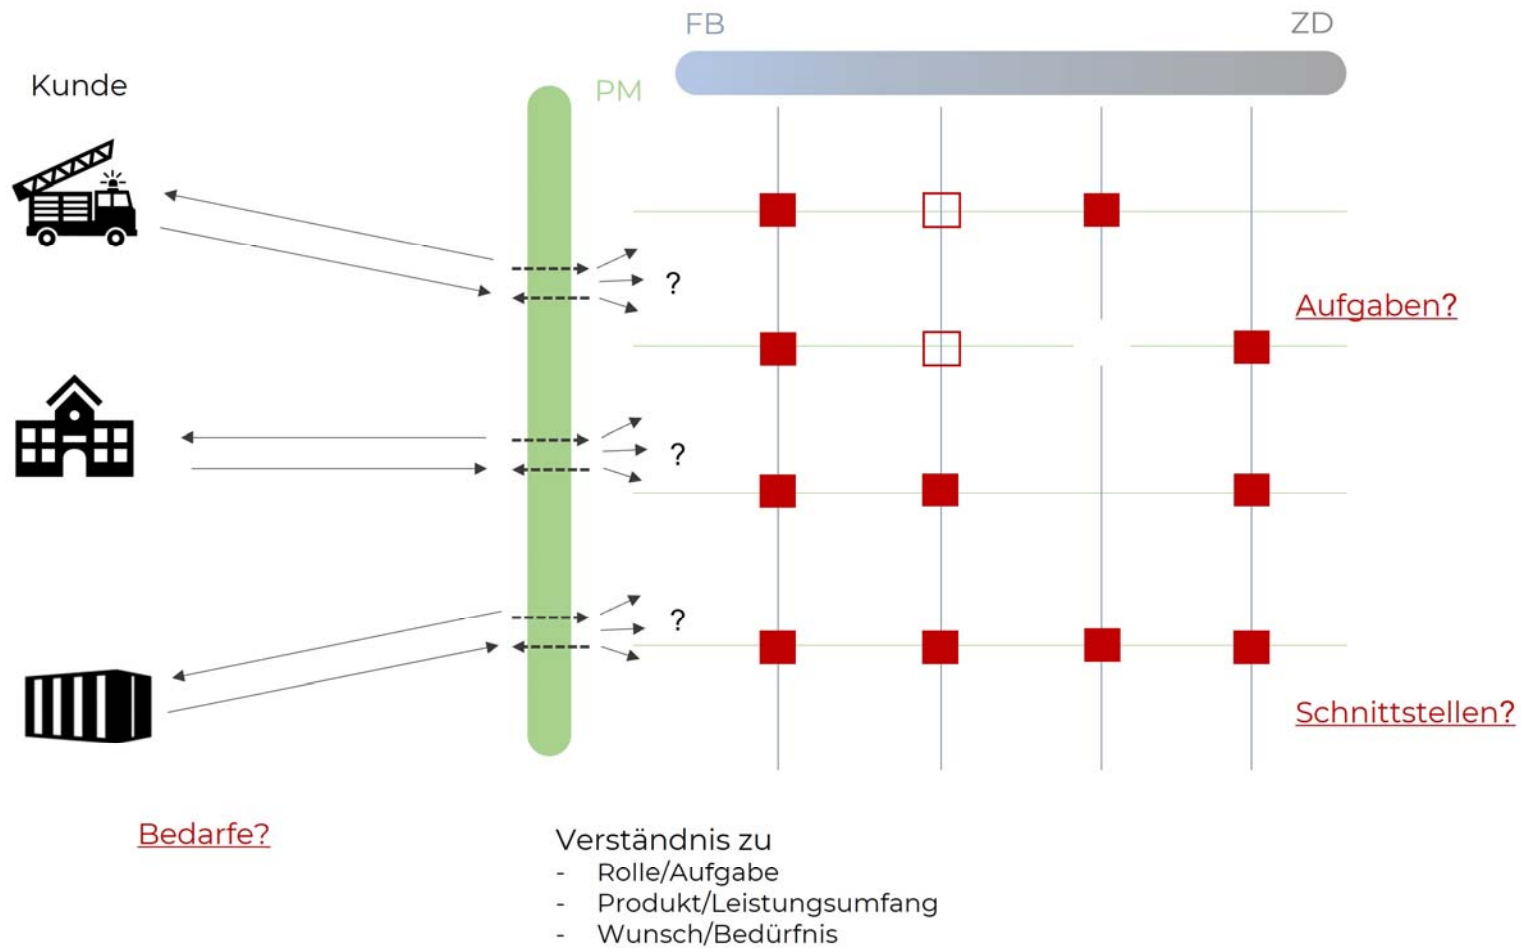 FB
ZD
Kunde
PM
?
Aufgaben?
?
?
Schnittstellen?
Bedarfe?
Verständnis zu
- Rolle/Aufgabe
- Produkt/Leistungsumfang
- Wunsch/Bedürfnis